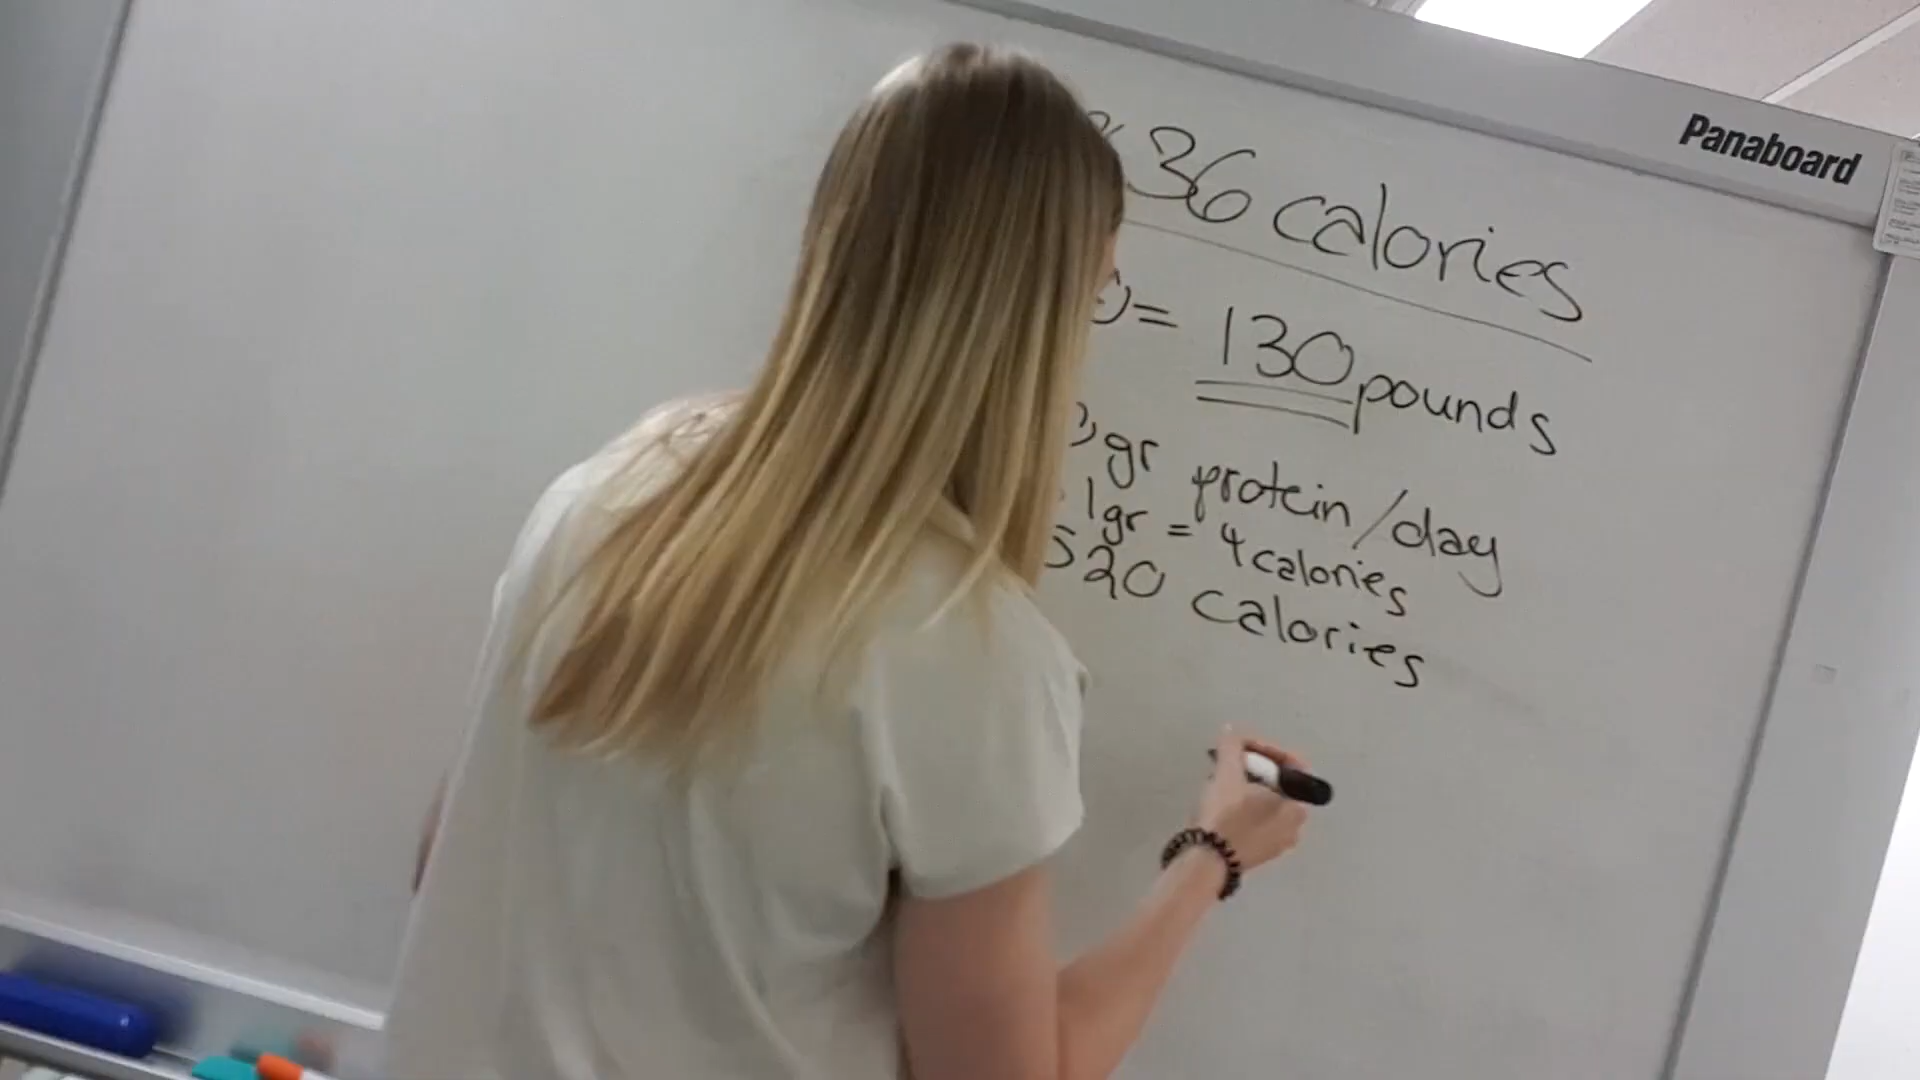 Panaboard
36 calories
= 130 pounds
gr protein/day
1gr = 4 calories
520 calories